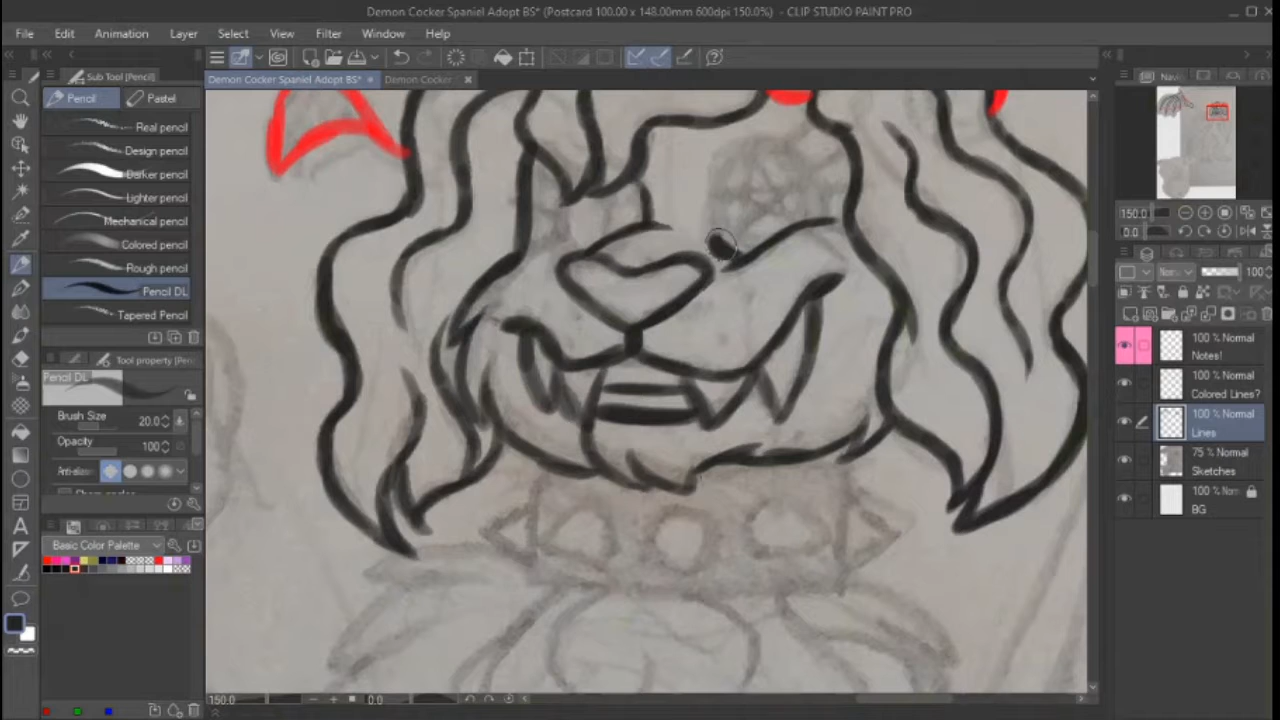 Demon Cocker Spaniel Adopt BS* (Postcard 100.00 x 148.00mm 600dpi 150.0%) - CLIP STUDIO PAINT PRO
File Edit Animation Layer Select View Filter Window Help
Sub Tool [Pencil]
Demon Cocker Spaniel Adopt BS*
Demon Cocker
Pencil
Pastel
Real pencil
Design pencil
Darker pencil
Lighter pencil
Mechanical pencil
Colored pencil
Rough pencil
Pencil DL
Tapered Pencil
Tool property [Pen
Pencil DL
Brush Size 20.0
Opacity 100
Basic Color Palette
150.0 0.0
Navi
150.0
0.0
100
100 % Normal
Notes!
100 % Normal
Colored Lines?
100 % Normal
Lines
75 % Normal
Sketches
100 % Norm
BG